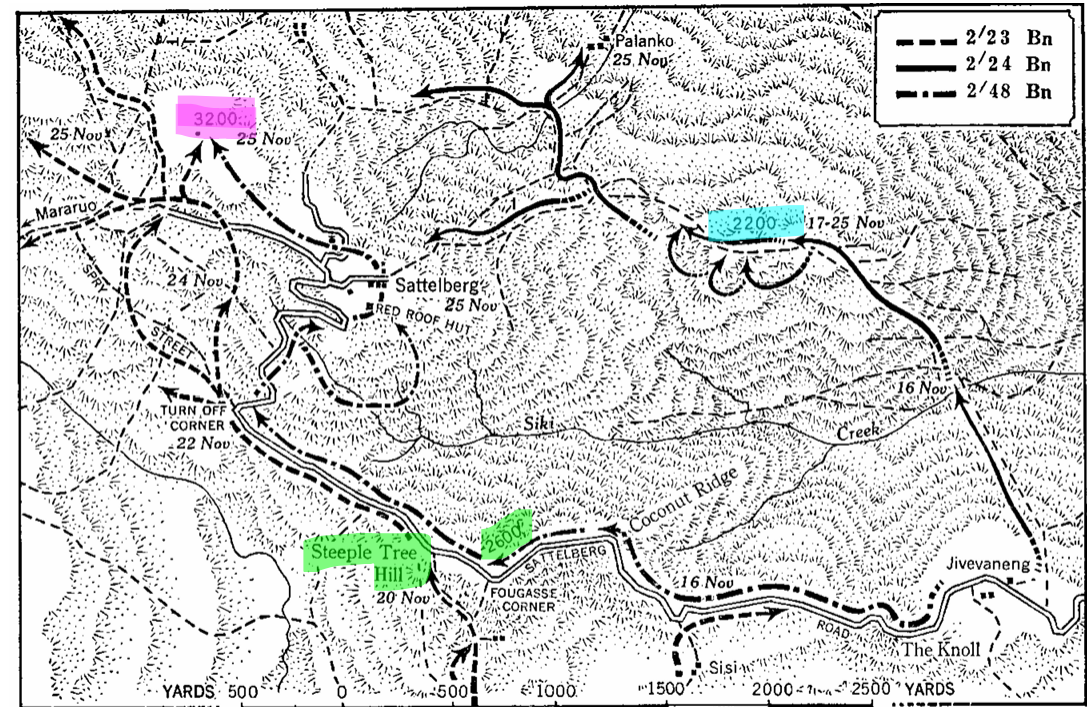 2/23 Bn
2/24 Bn
2/48 Bn
Palanko
25 Nov
3200
25 Nov
25 Nov
Mararuo
2200
17-25 Nov
24 Nov
SPRY
STREET
Sattelberg
25 Nov
RED ROOF HUT
16 Nov
TURN OFF
CORNER
22 Nov
Siki
Creek
Coconut Ridge
2600
Steeple Tree
Hill
20 Nov
SATTELBERG
ROAD
FOUGASSE
CORNER
16 Nov
Jivevaneng
The Knoll
Sisi
YARDS 500 0 500 1000 1500 2000 2500 YARDS